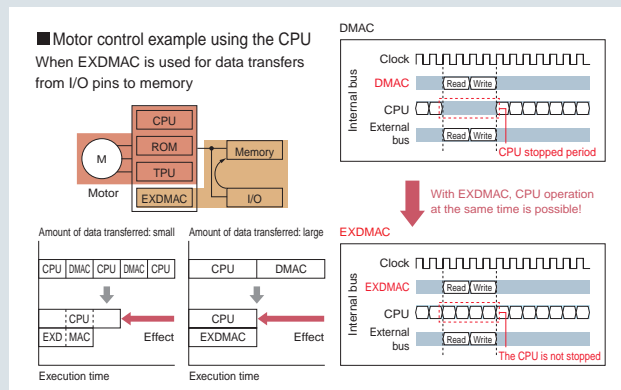 ■Motor control example using the CPU
When EXDMAC is used for data transfers
from I/O pins to memory
CPU
ROM
TPU
EXDMAC
M
Motor
Memory
I/O
Amount of data transferred: small
CPU DMAC CPU DMAC CPU
CPU
EXD MAC
Effect
Execution time
Amount of data transferred: large
CPU DMAC
CPU
EXDMAC
Effect
Execution time
DMAC
Internal bus
Clock
DMAC Read Write
CPU
External
bus
Read Write
CPU stopped period
With EXDMAC, CPU operation
at the same time is possible!
EXDMAC
Internal bus
Clock
EXDMAC Read Write
CPU
External
bus
Read Write
The CPU is not stopped